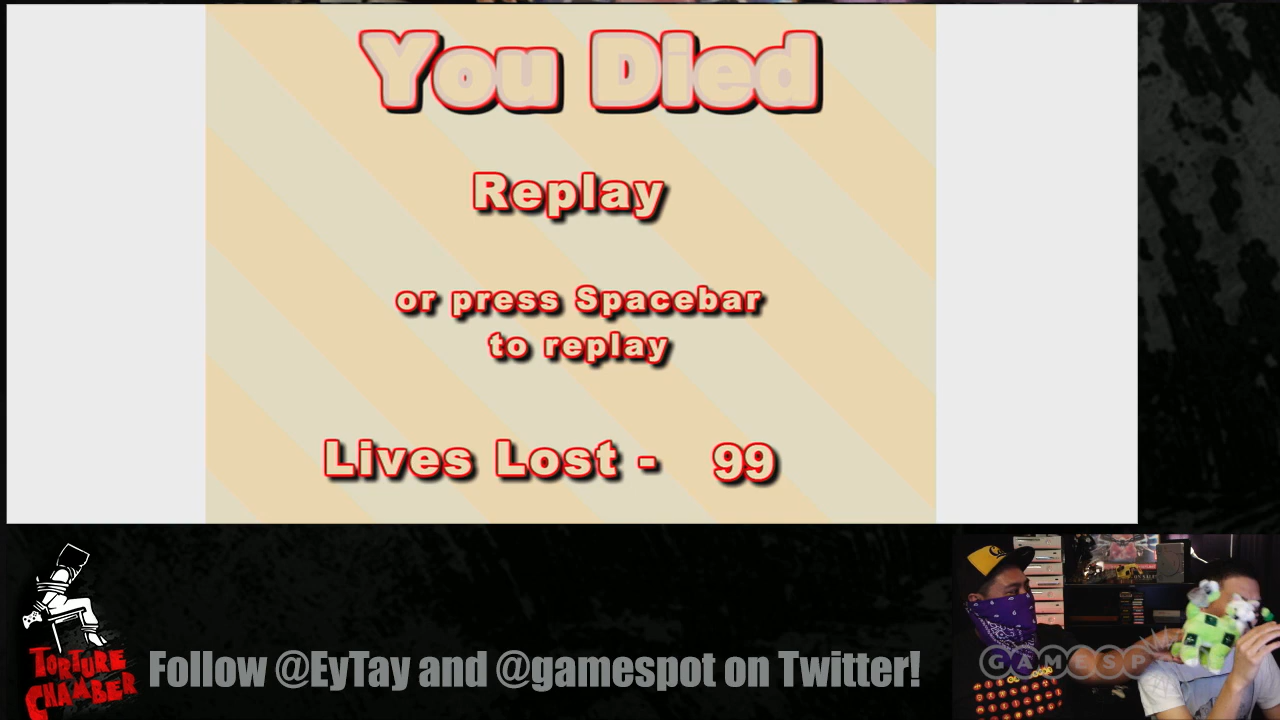 You Died
Replay
or press Spacebar
to replay
Lives Lost - 99
TORTURE
CHAMBER
Follow @EyTay and @gamespot on Twitter!
GAMESP